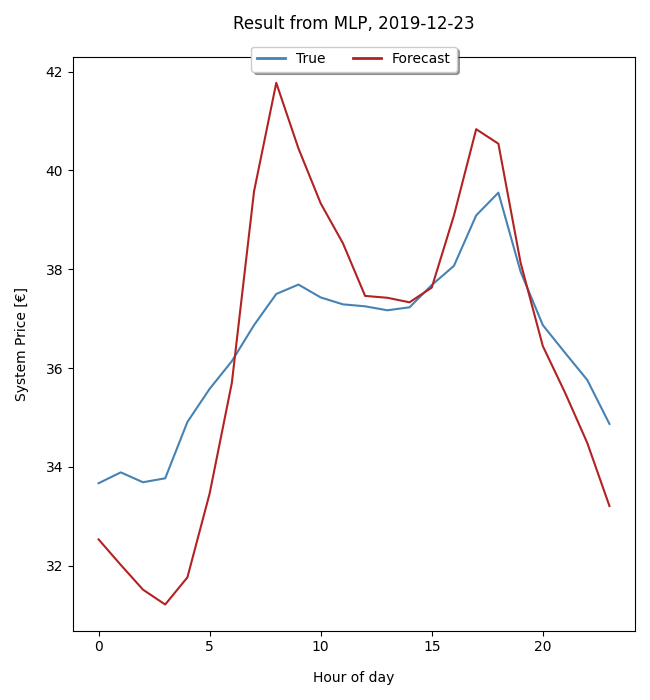 Result from MLP, 2019-12-23
True Forecast
42
40
38
36
34
32
System Price [€]
0 5 10 15 20
Hour of day